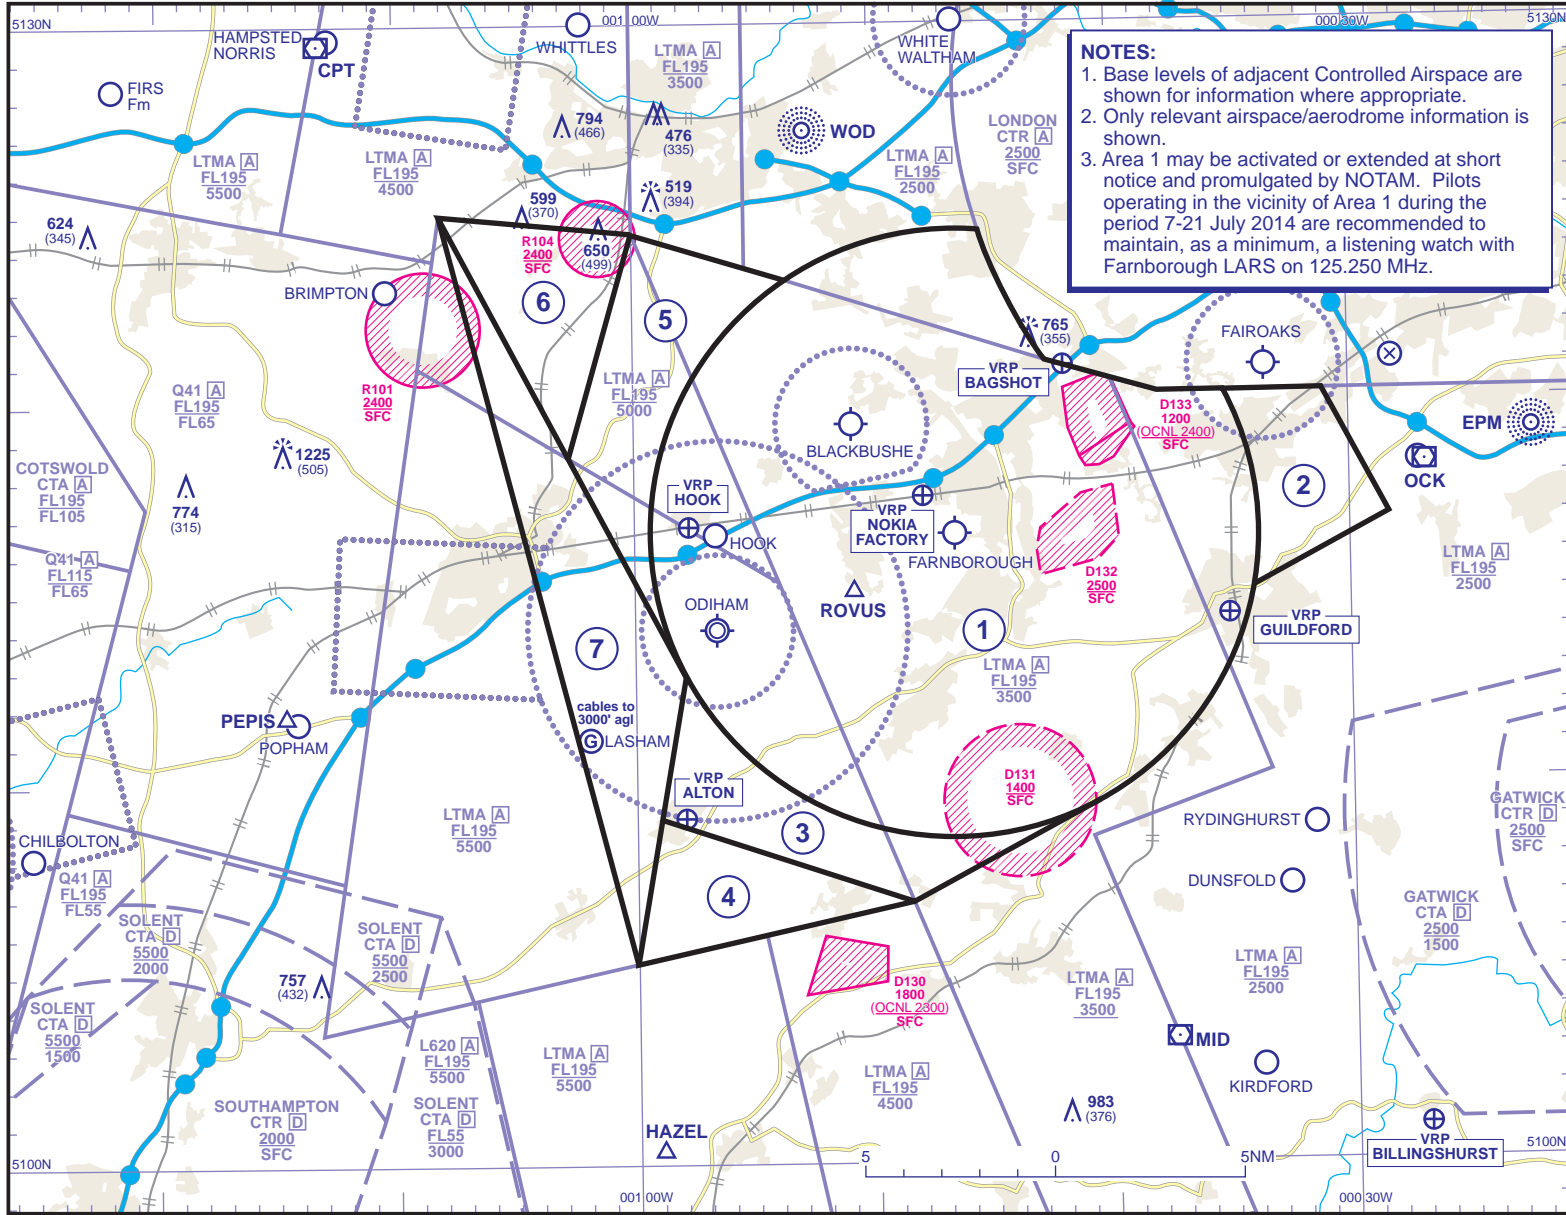 5130N
001 00W
000 30W
5130N
HAMPSTED
NORRIS
CPT
WHITTLES
LTMA A
FL195
3500
WHITE
WALTHAM
FIRS
Fm
794
(466)
476
(335)
WOD
LONDON
CTR A
2500
SFC
NOTES:
1. Base levels of adjacent Controlled Airspace are
shown for information where appropriate.
2. Only relevant airspace/aerodrome information is
shown.
3. Area 1 may be activated or extended at short
notice and promulgated by NOTAM. Pilots
operating in the vicinity of Area 1 during the
period 7-21 July 2014 are recommended to
maintain, as a minimum, a listening watch with
Farnborough LARS on 125.250 MHz.
LTMA A
FL195
5500
LTMA A
FL195
4500
LTMA A
FL195
2500
519
(394)
599
(370)
624
(345)
R104
2400
SFC
650
(499)
BRIMPTON
6
5
765
(355)
FAIROAKS
VRP
BAGSHOT
R101
2400
SFC
Q41 A
FL195
FL65
LTMA A
FL195
5000
D133
1200
(OCNL 2400)
SFC
EPM
BLACKBUSHE
1225
(505)
COTSWOLD
CTA A
FL195
FL105
774
(315)
VRP
HOOK
OCK
2
VRP
NOKIA
FACTORY
HOOK
FARNBOROUGH
Q41 A
FL115
FL65
LTMA A
FL195
2500
D132
2500
SFC
ODIHAM
ROVUS
1
VRP
GUILDFORD
7
LTMA A
FL195
3500
cables to
3000' agl
G LASHAM
PEPIS
POPHAM
VRP
ALTON
D131
1400
SFC
GATWICK
CTR D
2500
SFC
LTMA A
FL195
5500
3
RYDINGHURST
CHILBOLTON
Q41 A
FL195
FL55
4
DUNSFOLD
SOLENT
CTA D
5500
2000
SOLENT
CTA D
5500
2500
GATWICK
CTA D
2500
1500
757
(432)
D130
1800
(OCNL 2300)
SFC
LTMA A
FL195
3500
LTMA A
FL195
2500
SOLENT
CTA D
5500
1500
MID
L620 A
FL195
5500
LTMA A
FL195
5500
LTMA A
FL195
4500
KIRDFORD
SOUTHAMPTON
CTR D
2000
SFC
SOLENT
CTA D
FL55
3000
983
(376)
HAZEL
VRP
BILLINGSHURST
5100N
5
0
5NM
5100N
001 00W
000 30W